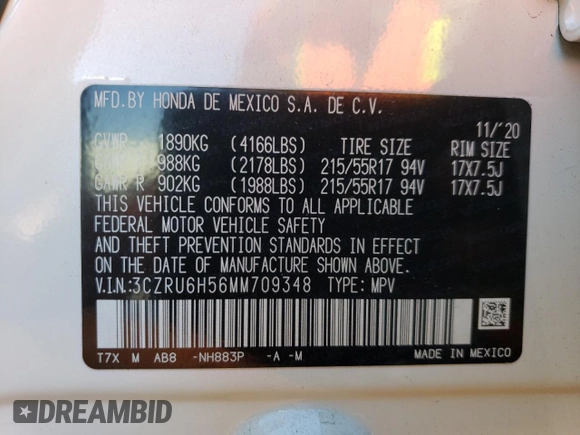 MFD.BY HONDA DE MEXICO S.A. DE C.V.
11/'20
GVWR 1890KG (4166LBS) TIRE SIZE RIM SIZE
988KG (2178LBS) 215/55R17 94V 17X7.5J
GAWR R 902KG (1988LBS) 215/55R17 94V 17X7.5J
THIS VEHICLE CONFORMS TO ALL APPLICABLE
FEDERAL MOTOR VEHICLE SAFETY
AND THEFT PREVENTION STANDARDS IN EFFECT
ON THE DATE OF MANUFACTURE SHOWN ABOVE.
V.I.N.:3CZRU6H56MM709348 TYPE: MPV
T7X M AB8 -NH883P -A -M MADE IN MEXICO
DREAMBID